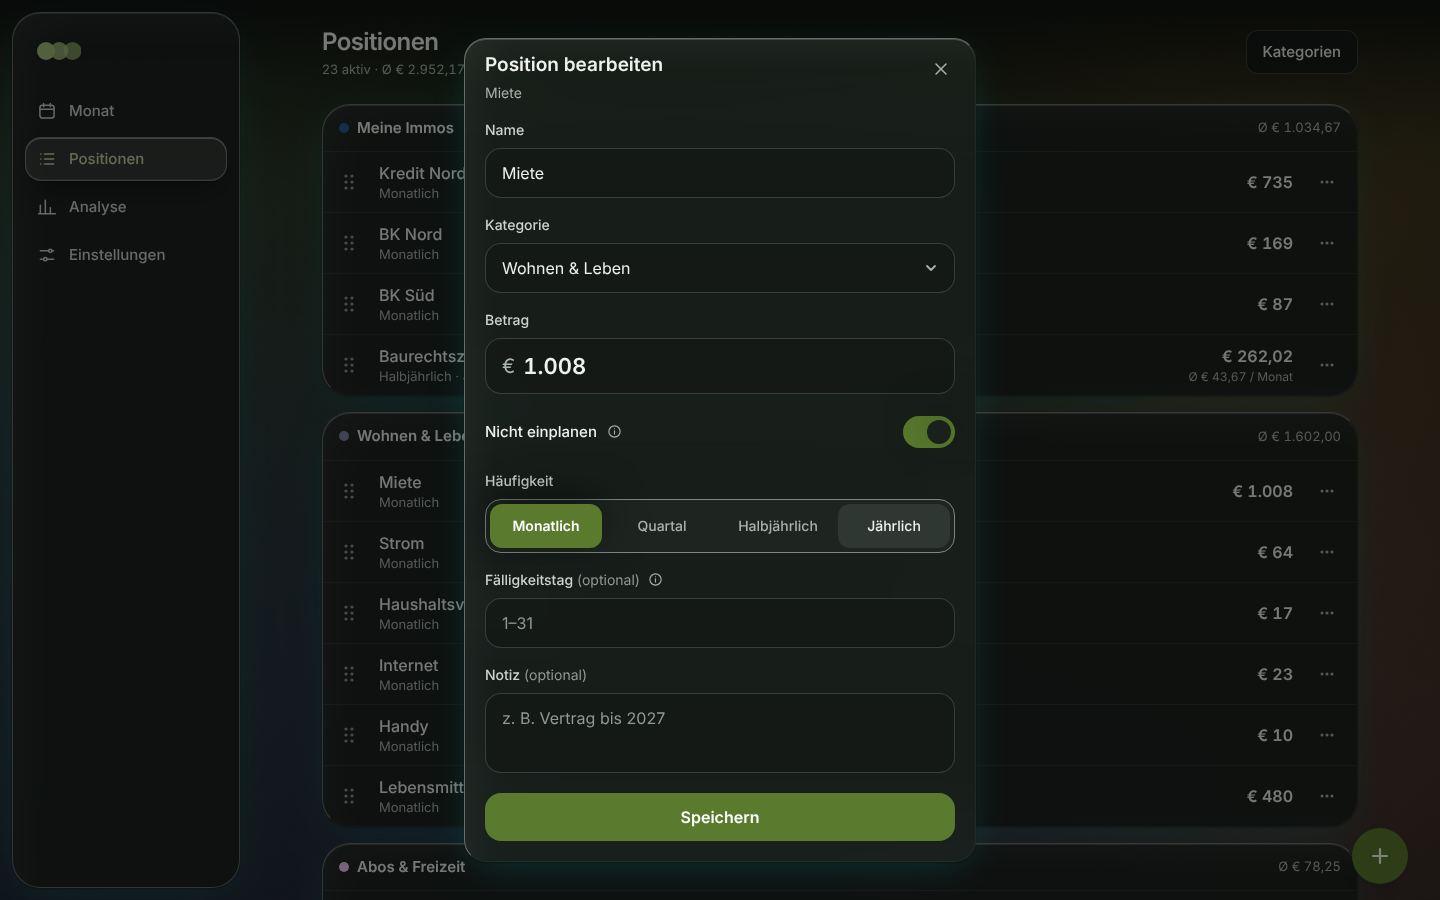 Monat
Positionen
Analyse
Einstellungen
Positionen
23 aktiv · Ø € 2.952,17
Kategorien
Meine Immos
Ø € 1.034,67
Kredit Nord
Monatlich
€ 735
BK Nord
Monatlich
€ 169
BK Süd
Monatlich
€ 87
Halbjährlich ·
€ 262,02
Ø € 43,67 / Monat
Wohnen &
Ø € 1.602,00
Miete
Monatlich
€ 1.008
Strom
Monatlich
€ 64
Monatlich
€ 17
Internet
Monatlich
€ 23
Handy
Monatlich
€ 10
Monatlich
€ 480
Abos & Freizeit
Ø € 78,25
Position bearbeiten
Miete
Name
Miete
Kategorie
Wohnen & Leben
Betrag
€ 1.008
Nicht einplanen
Häufigkeit
Monatlich Quartal Halbjährlich Jährlich
Fälligkeitstag (optional)
1–31
Notiz (optional)
z. B. Vertrag bis 2027
Speichern